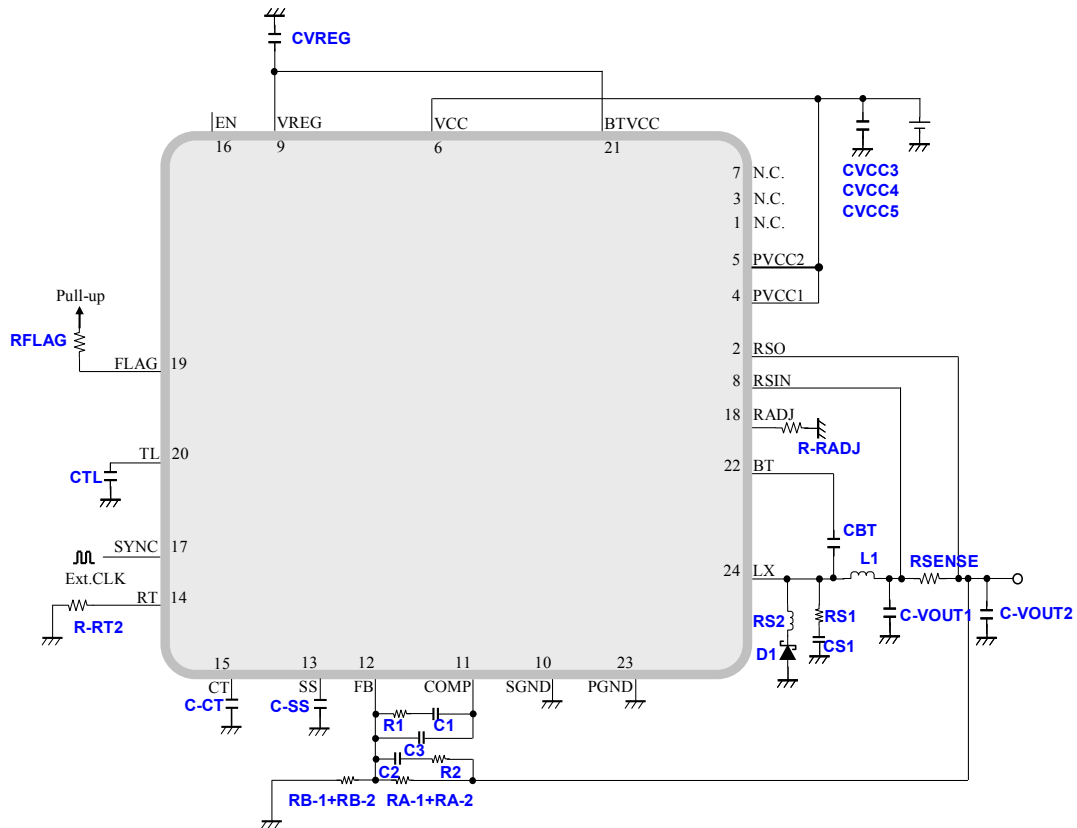 CVREG
EN
VREG
VCC
BTVCC
16
9
6
21
CVCC3
CVCC4
CVCC5
7 N.C.
3 N.C.
1 N.C.
5 PVCC2
4 PVCC1
Pull-up
RFLAG
FLAG 19
2 RSO
8 RSIN
18 RADJ
R-RADJ
TL 20
CTL
22 BT
CBT
SYNC 17
Ext.CLK
RT 14
R-RT2
24 LX
L1
RSENSE
RS2
RS1
C-VOUT1
C-VOUT2
D1
CS1
15
13
12
11
10
23
CT
SS
FB
COMP
SGND
PGND
C-CT
C-SS
R1
C1
C3
C2
R2
RB-1+RB-2
RA-1+RA-2